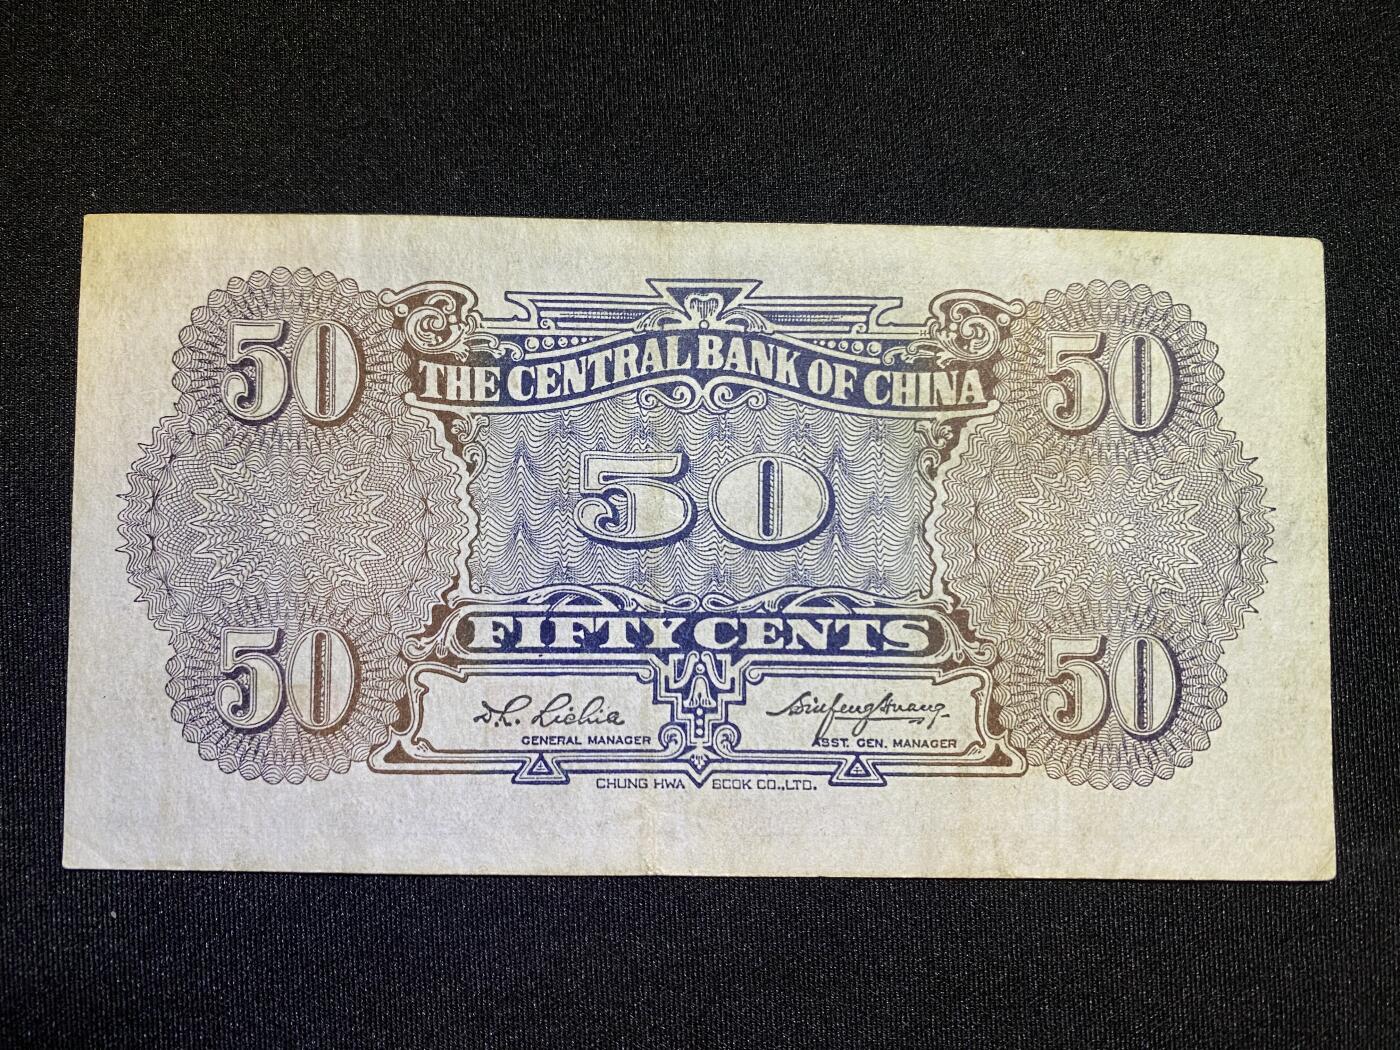 50 50
THE CENTRAL BANK OF CHINA
50
FIFTY CENTS
50 50
GENERAL MANAGER ASST. GEN. MANAGER
CHUNG HWA BOOK CO.,LTD.